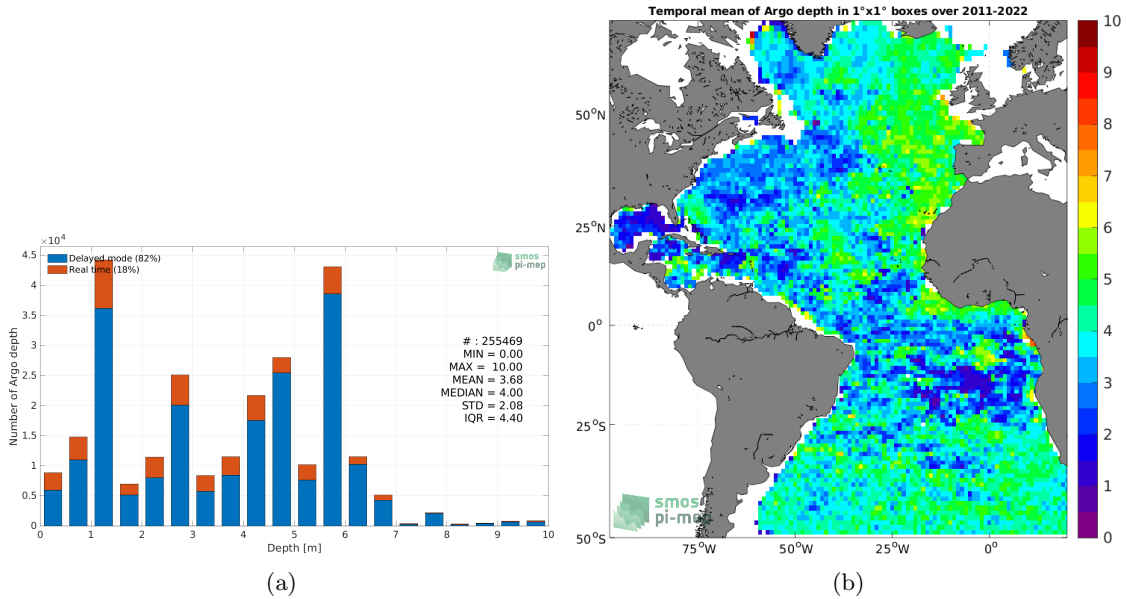 ×10⁴
4.5
4
3.5
3
2.5
2
1.5
1
0.5
0
Number of Argo depth
Delayed mode (82%)
Real time (18%)
smos
pi-mep
# : 255469
MIN = 0.00
MAX = 10.00
MEAN = 3.68
MEDIAN = 4.00
STD = 2.08
IQR = 4.40
0 1 2 3 4 5 6 7 8 9 10
Depth [m]
(a)
Temporal mean of Argo depth in 1°x1° boxes over 2011-2022
50°N
25°N
0°
25°S
50°S
75°W 50°W 25°W 0°
smos
pi-mep
10
9
8
7
6
5
4
3
2
1
0
(b)